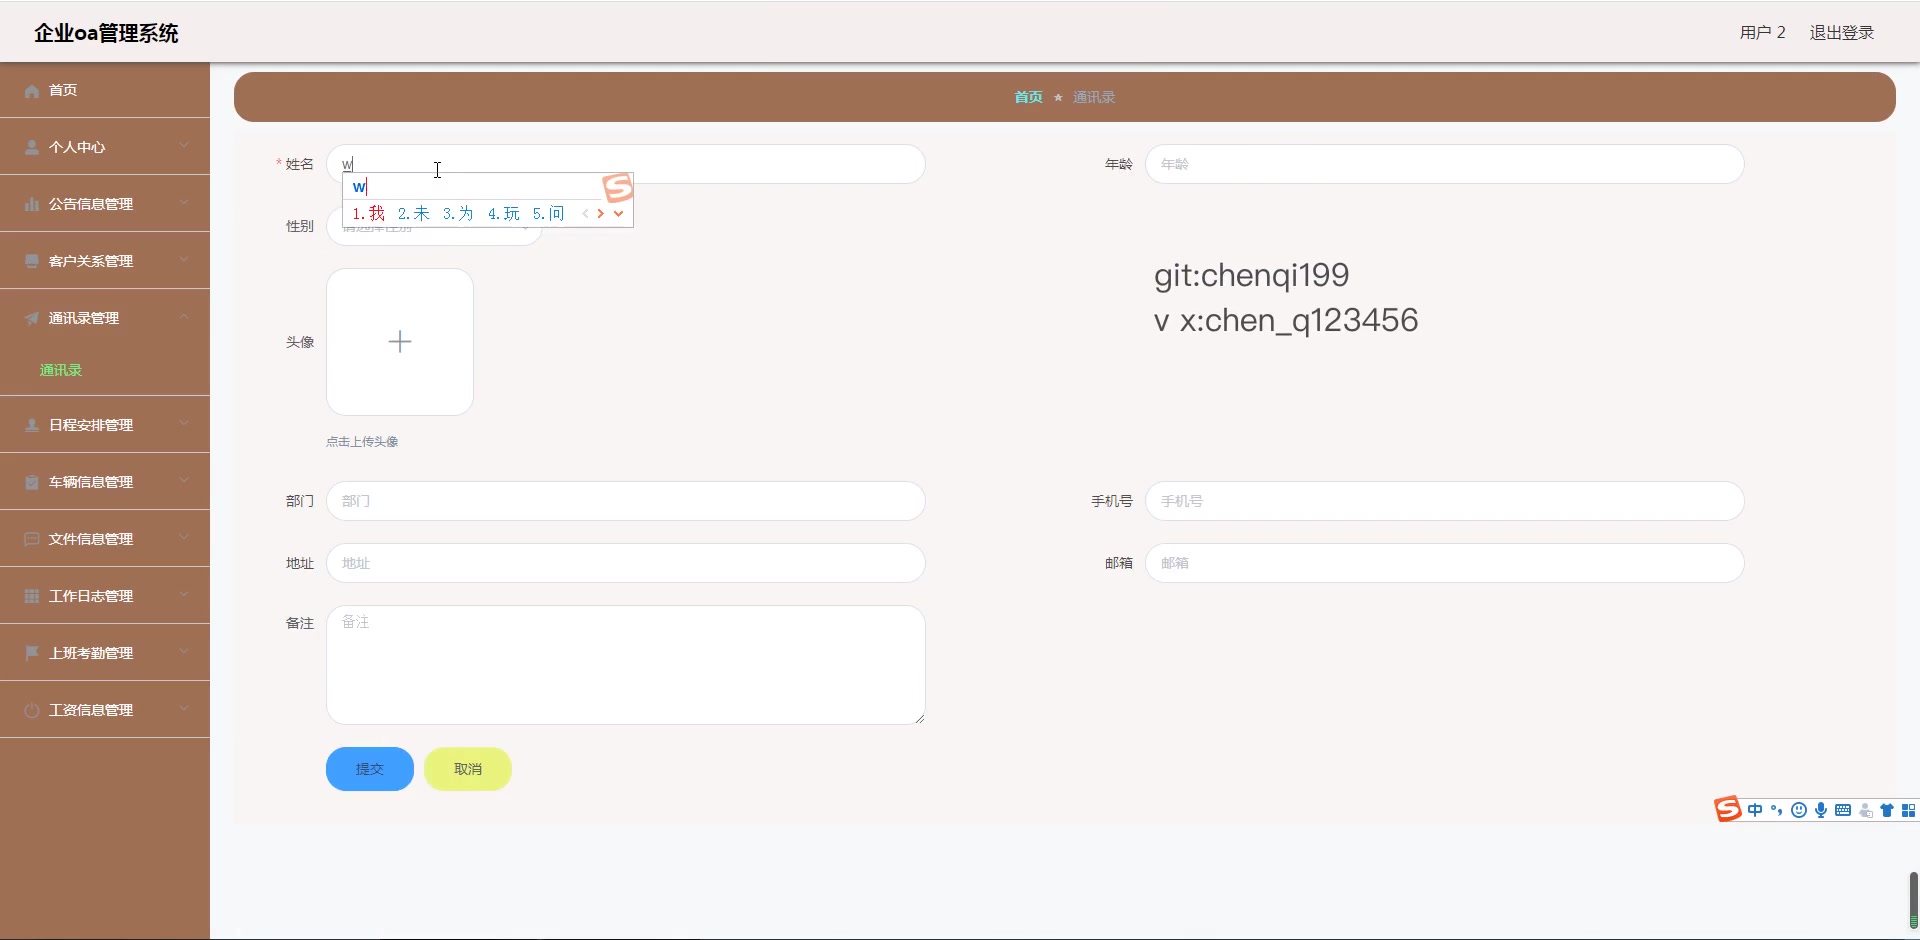 企业oa管理系统
用户 2 退出登录
首页
首页 ★ 通讯录
个人中心
公告信息管理
客户关系管理
通讯录管理
通讯录
日程安排管理
车辆信息管理
文件信息管理
工作日志管理
上班考勤管理
工资信息管理
* 姓名 w
年龄 年龄
w
1.我 2.未 3.为 4.玩 5.问
性别 请选择性别
git:chenqi199
v x:chen_q123456
头像
点击上传头像
部门 部门
手机号 手机号
地址 地址
邮箱 邮箱
备注 备注
提交 取消
S 中